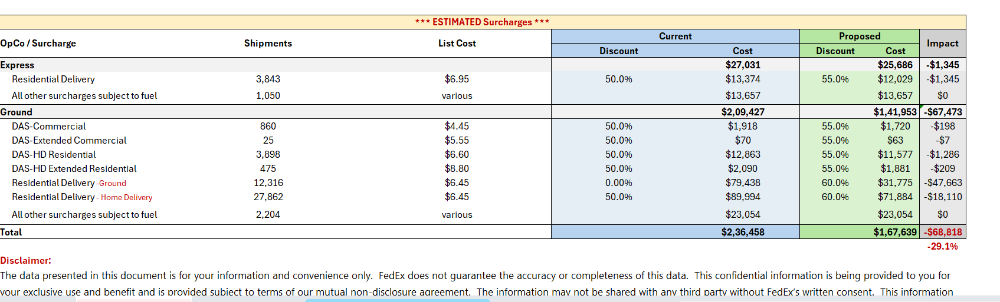 *** ESTIMATED Surcharges ***
OpCo / Surcharge Shipments List Cost Current Proposed Impact
Discount Cost Discount Cost
Express $27,031 $25,686 -$1,345
Residential Delivery 3,843 $6.95 50.0% $13,374 55.0% $12,029 -$1,345
All other surcharges subject to fuel 1,050 various $13,657 $13,657 $0
Ground $2,09,427 $1,41,953 -$67,473
DAS-Commercial 860 $4.45 50.0% $1,918 55.0% $1,720 -$198
DAS-Extended Commercial 25 $5.55 50.0% $70 55.0% $63 -$7
DAS-HD Residential 3,898 $6.60 50.0% $12,863 55.0% $11,577 -$1,286
DAS-HD Extended Residential 475 $8.80 50.0% $2,090 55.0% $1,881 -$209
Residential Delivery -Ground 12,316 $6.45 0.00% $79,438 60.0% $31,775 -$47,663
Residential Delivery - Home Delivery 27,862 $6.45 50.0% $89,994 60.0% $71,884 -$18,110
All other surcharges subject to fuel 2,204 various $23,054 $23,054 $0
Total $2,36,458 $1,67,639 -$68,818
-29.1%
Disclaimer:
The data presented in this document is for your information and convenience only. FedEx does not guarantee the accuracy or completeness of this data. This confidential information is being provided to you for
your exclusive use and benefit and is provided subject to terms of our mutual non-disclosure agreement. The information may not be shared with any third party without FedEx's written consent. This information